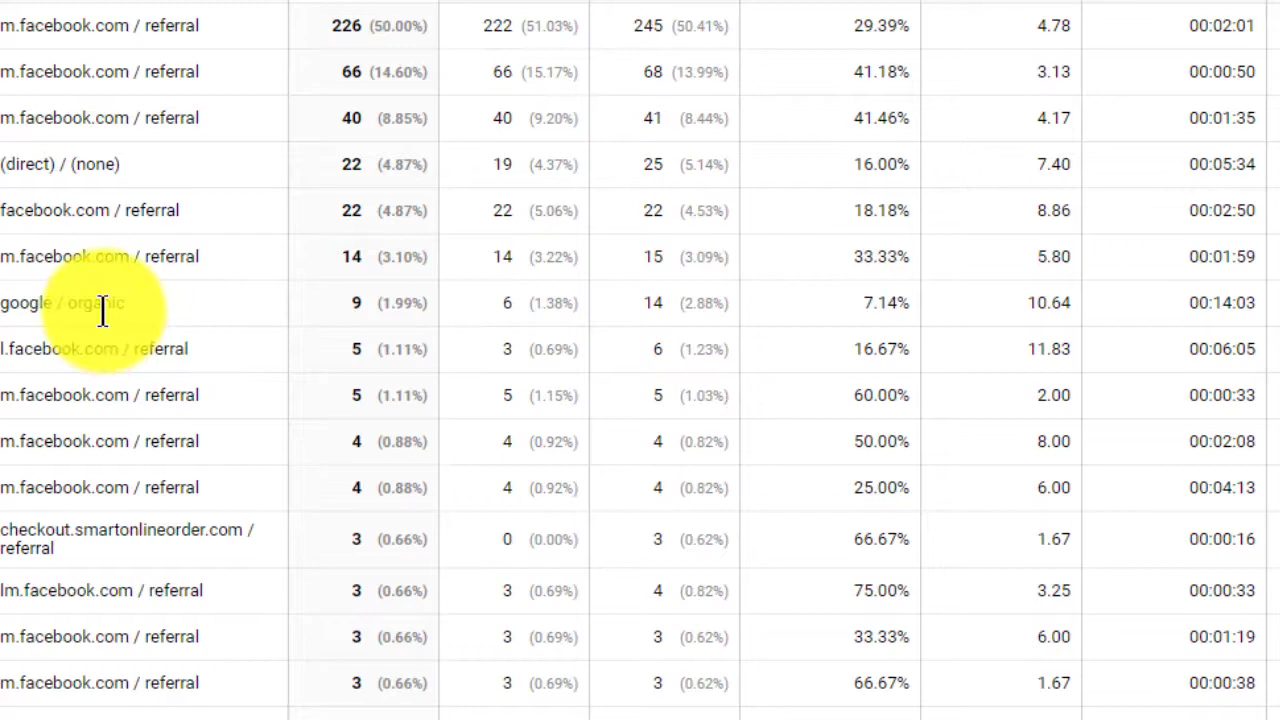 m.facebook.com / referral 226 (50.00%) 222 (51.03%) 245 (50.41%) 29.39% 4.78 00:02:01
m.facebook.com / referral 66 (14.60%) 66 (15.17%) 68 (13.99%) 41.18% 3.13 00:00:50
m.facebook.com / referral 40 (8.85%) 40 (9.20%) 41 (8.44%) 41.46% 4.17 00:01:35
(direct) / (none) 22 (4.87%) 19 (4.37%) 25 (5.14%) 16.00% 7.40 00:05:34
facebook.com / referral 22 (4.87%) 22 (5.06%) 22 (4.53%) 18.18% 8.86 00:02:50
m.facebook.com / referral 14 (3.10%) 14 (3.22%) 15 (3.09%) 33.33% 5.80 00:01:59
google / organic 9 (1.99%) 6 (1.38%) 14 (2.88%) 7.14% 10.64 00:14:03
l.facebook.com / referral 5 (1.11%) 3 (0.69%) 6 (1.23%) 16.67% 11.83 00:06:05
m.facebook.com / referral 5 (1.11%) 5 (1.15%) 5 (1.03%) 60.00% 2.00 00:00:33
m.facebook.com / referral 4 (0.88%) 4 (0.92%) 4 (0.82%) 50.00% 8.00 00:02:08
m.facebook.com / referral 4 (0.88%) 4 (0.92%) 4 (0.82%) 25.00% 6.00 00:04:13
checkout.smartonlineorder.com /
referral 3 (0.66%) 0 (0.00%) 3 (0.62%) 66.67% 1.67 00:00:16
lm.facebook.com / referral 3 (0.66%) 3 (0.69%) 4 (0.82%) 75.00% 3.25 00:00:33
m.facebook.com / referral 3 (0.66%) 3 (0.69%) 3 (0.62%) 33.33% 6.00 00:01:19
m.facebook.com / referral 3 (0.66%) 3 (0.69%) 3 (0.62%) 66.67% 1.67 00:00:38